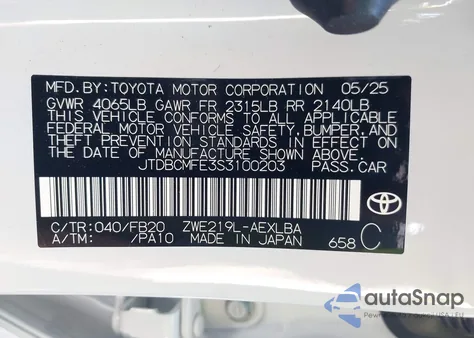 MFD.BY:TOYOTA MOTOR CORPORATION 05/25
GVWR 4065LB GAWR FR 2315LB RR 2140LB
THIS VEHICLE CONFORMS TO ALL APPLICABLE
FEDERAL MOTOR VEHICLE SAFETY,BUMPER,AND
THEFT PREVENTION STANDARDS IN EFFECT ON
THE DATE OF MANUFACTURE SHOWN ABOVE.
JTDBCMFE3S3100203 PASS.CAR
C/TR:040/FB20 ZWE219L-AEXLBA
A/TM: /PA10 MADE IN JAPAN 658 C
autoSnap